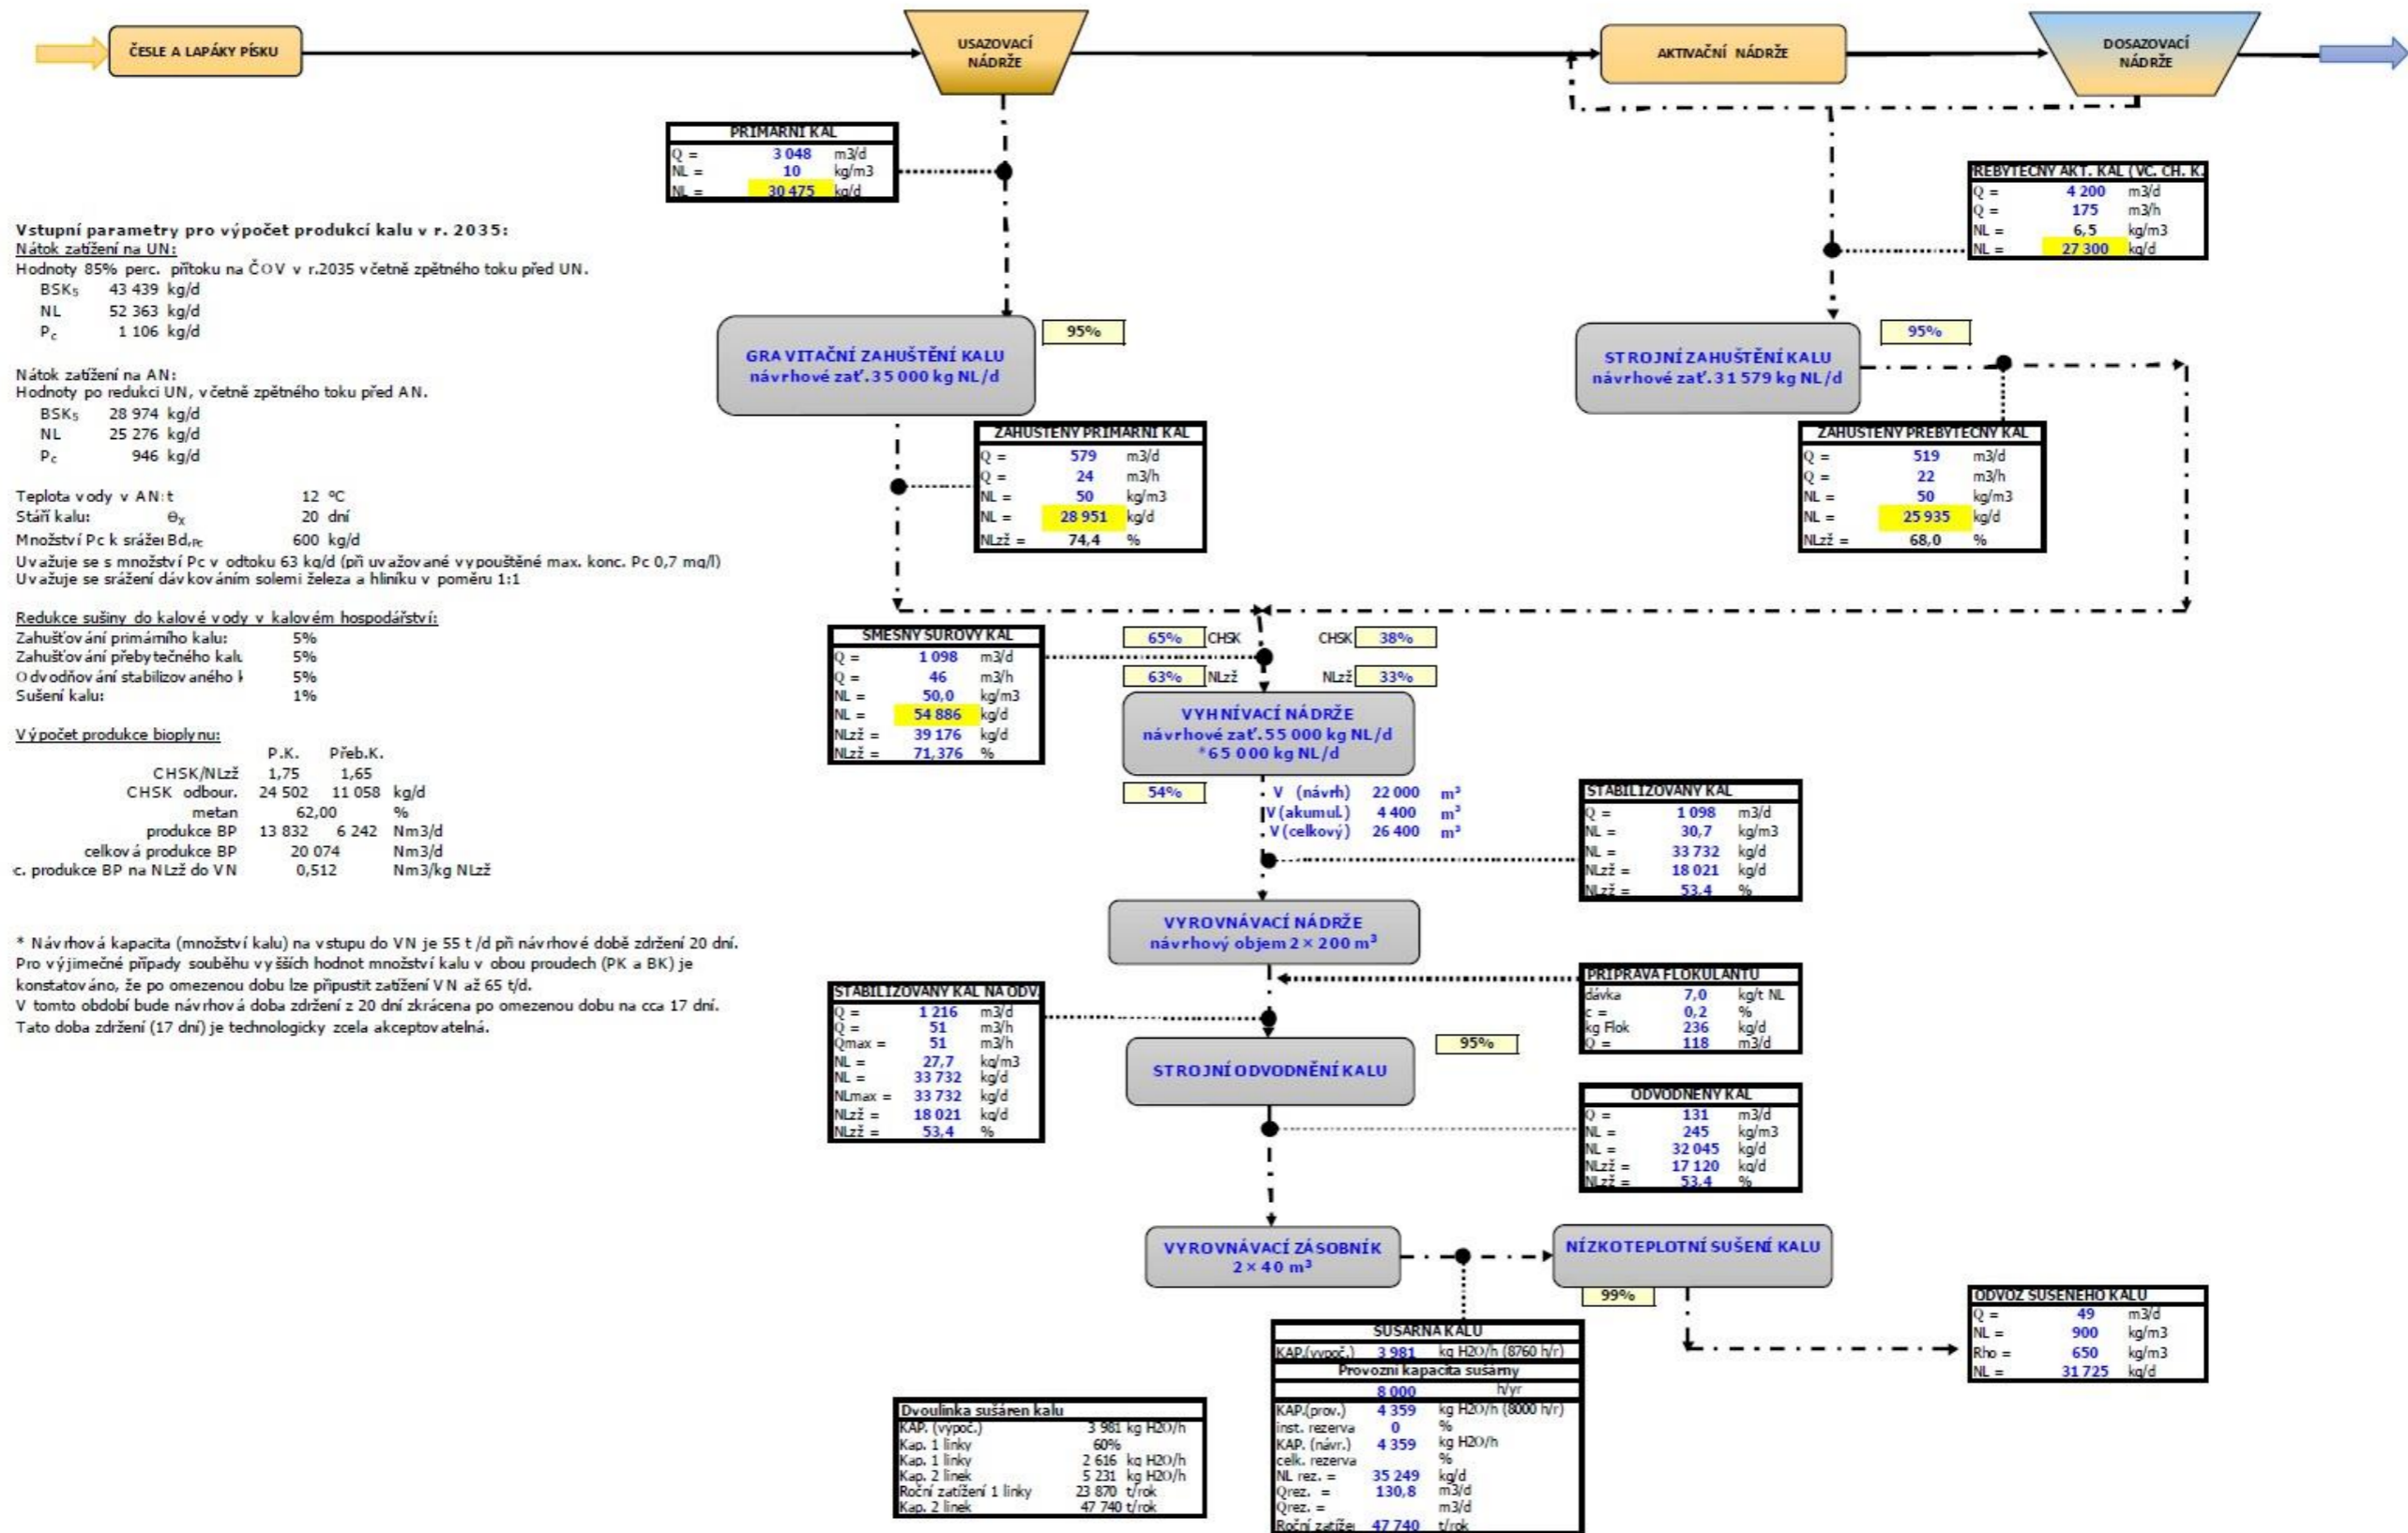 ČESLE A LAPÁKY PÍSKU
USAZOVACÍ
NÁDRŽE
AKTIVAČNÍ NÁDRŽE
DOSAZOVACÍ
NÁDRŽE
PRIMARNI KAL
Q = 3 048 m3/d
NL = 10 kg/m3
NL = 30 475 kg/d
REBYTECNY AKT. KAL (VC. CH. K.
Q = 4 200 m3/d
Q = 175 m3/h
NL = 6,5 kg/m3
NL = 27 300 kg/d
Vstupní parametry pro výpočet produkcí kalu v r. 2035:
Nátok zatížení na UN:
Hodnoty 85% perc. přítoku na ČOV v r.2035 včetně zpětného toku před UN.
BSK5 43 439 kg/d
NL 52 363 kg/d
Pc 1 106 kg/d
Nátok zatížení na AN:
Hodnoty po redukci UN, včetně zpětného toku před AN.
BSK5 28 974 kg/d
NL 25 276 kg/d
Pc 946 kg/d
Teplota vody v AN: t 12 °C
Stáří kalu: Θx 20 dní
Množství Pc k srážei Bd,Pc 600 kg/d
Uvažuje se s množství Pc v odtoku 63 kg/d (při uvažované vypouštěné max. konc. Pc 0,7 mg/l)
Uvažuje se srážení dávkováním solemi železa a hliníku v poměru 1:1
Redukce sušiny do kalové vody v kalovém hospodářství:
Zahušťování primárního kalu: 5%
Zahušťování přebytečného kalu 5%
Odvodňování stabilizovaného k 5%
Sušení kalu: 1%
Výpočet produkce bioplynu:
P.K. Přeb.K.
CHSK/NLzž 1,75 1,65
CHSK odbour. 24 502 11 058 kg/d
metan 62,00 %
produkce BP 13 832 6 242 Nm3/d
celková produkce BP 20 074 Nm3/d
c. produkce BP na NLzž do VN 0,512 Nm3/kg NLzž
* Návrhová kapacita (množství kalu) na vstupu do VN je 55 t /d při návrhové době zdržení 20 dní.
Pro výjimečné případy souběhu vyšších hodnot množství kalu v obou proudech (PK a BK) je
konstatováno, že po omezenou dobu lze připustit zatížení VN až 65 t/d.
V tomto období bude návrhová doba zdržení z 20 dní zkrácena po omezenou dobu na cca 17 dní.
Tato doba zdržení (17 dní) je technologicky zcela akceptovatelná.
GRAVITAČNÍ ZAHUŠTĚNÍ KALU
návrhové zať.35 000 kg NL/d
95%
STROJNÍ ZAHUŠTĚNÍ KALU
návrhové zať.31 579 kg NL/d
95%
ZAHUSTENY PRIMARNI KAL
Q = 579 m3/d
Q = 24 m3/h
NL = 50 kg/m3
NL = 28 951 kg/d
NLzž = 74,4 %
ZAHUSTENY PREBYTECNY KAL
Q = 519 m3/d
Q = 22 m3/h
NL = 50 kg/m3
NL = 25 935 kg/d
NLzž = 68,0 %
SMESNY SUROVY KAL
Q = 1 098 m3/d
Q = 46 m3/h
NL = 50,0 kg/m3
NL = 54 886 kg/d
NLzž = 39 176 kg/d
NLzž = 71,376 %
65% CHSK CHSK 38%
63% NLzž NLzž 33%
VYHNÍVACÍ NÁDRŽE
návrhové zať.55 000 kg NL/d
*65 000 kg NL/d
54%
V (návrh) 22 000 m³
V (akumul.) 4 400 m³
V (celkový) 26 400 m³
STABILIZOVANY KAL
Q = 1 098 m3/d
NL = 30,7 kg/m3
NL = 33 732 kg/d
NLzž = 18 021 kg/d
NLzž = 53,4 %
VYROVNÁVACÍ NÁDRŽE
návrhový objem 2 × 200 m³
PRIPRAVA FLOKULANTU
dávka 7,0 kg/t NL
c = 0,2 %
kg Flok 236 kg/d
Q = 118 m3/d
STABILIZOVANY KAL NA ODV
Q = 1 216 m3/d
Q = 51 m3/h
Qmax = 51 m3/h
NL = 27,7 kg/m3
NL = 33 732 kg/d
NLmax = 33 732 kg/d
NLzž = 18 021 kg/d
NLzž = 53,4 %
95%
STROJNÍ ODVODNĚNÍ KALU
ODVODNENY KAL
Q = 131 m3/d
NL = 245 kg/m3
NL = 32 045 kg/d
NLzž = 17 120 kg/d
NLzž = 53,4 %
VYROVNÁVACÍ ZÁSOBNÍK
2 × 40 m³
NÍZKOTEPLOTNÍ SUŠENÍ KALU
99%
ODVOZ SUSENEHO KALU
Q = 49 m3/d
NL = 900 kg/m3
Rho = 650 kg/m3
NL = 31 725 kg/d
SUSARNA KALU
KAP.(vypoč.) 3 981 kg H2O/h (8760 h/r)
Provozni kapacita sušárny
8 000 h/yr
KAP.(prov.) 4 359 kg H2O/h (8000 h/r)
inst. rezerva 0 %
KAP. (návr.) 4 359 kg H2O/h
celk. rezerva %
NL rez. = 35 249 kg/d
Qrez. = 130,8 m3/d
Qrez. = m3/d
Roční zatíže 47 740 t/rok
Dvoulinka sušáren kalu
KAP. (výpoč.) 3 981 kg H2O/h
Kap. 1 linky 60%
Kap. 1 linky 2 616 kg H2O/h
Kap. 2 linek 5 231 kg H2O/h
Roční zatížení 1 linky 23 870 t/rok
Kap. 2 linek 47 740 t/rok